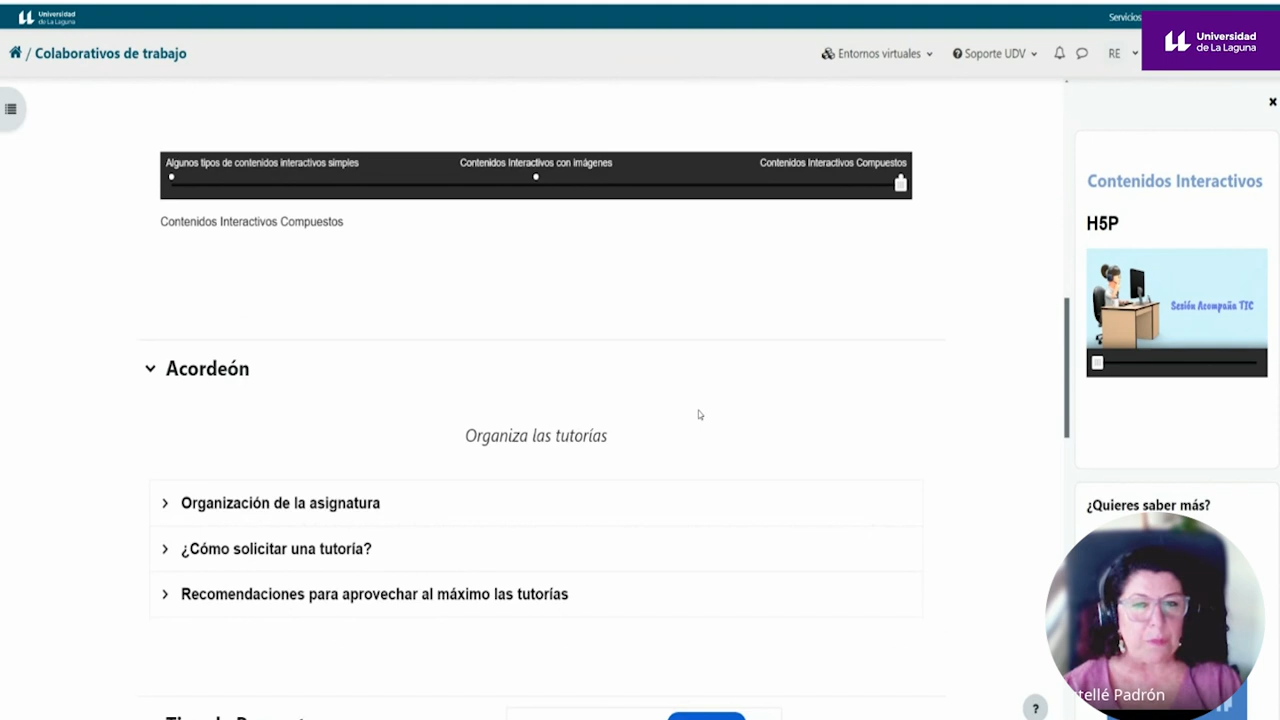 Universidad
de La Laguna
Servicios
Universidad
de La Laguna
/ Colaborativos de trabajo
Entornos virtuales
Soporte UDV
RE
Algunos tipos de contenidos interactivos simples
Contenidos Interactivos con imágenes
Contenidos Interactivos Compuestos
Contenidos Interactivos Compuestos
Contenidos Interactivos
H5P
Sesión Acompaña TIC
Acordeón
Organiza las tutorías
Organización de la asignatura
¿Cómo solicitar una tutoría?
Recomendaciones para aprovechar al máximo las tutorías
¿Quieres saber más?
tellé Padrón
?